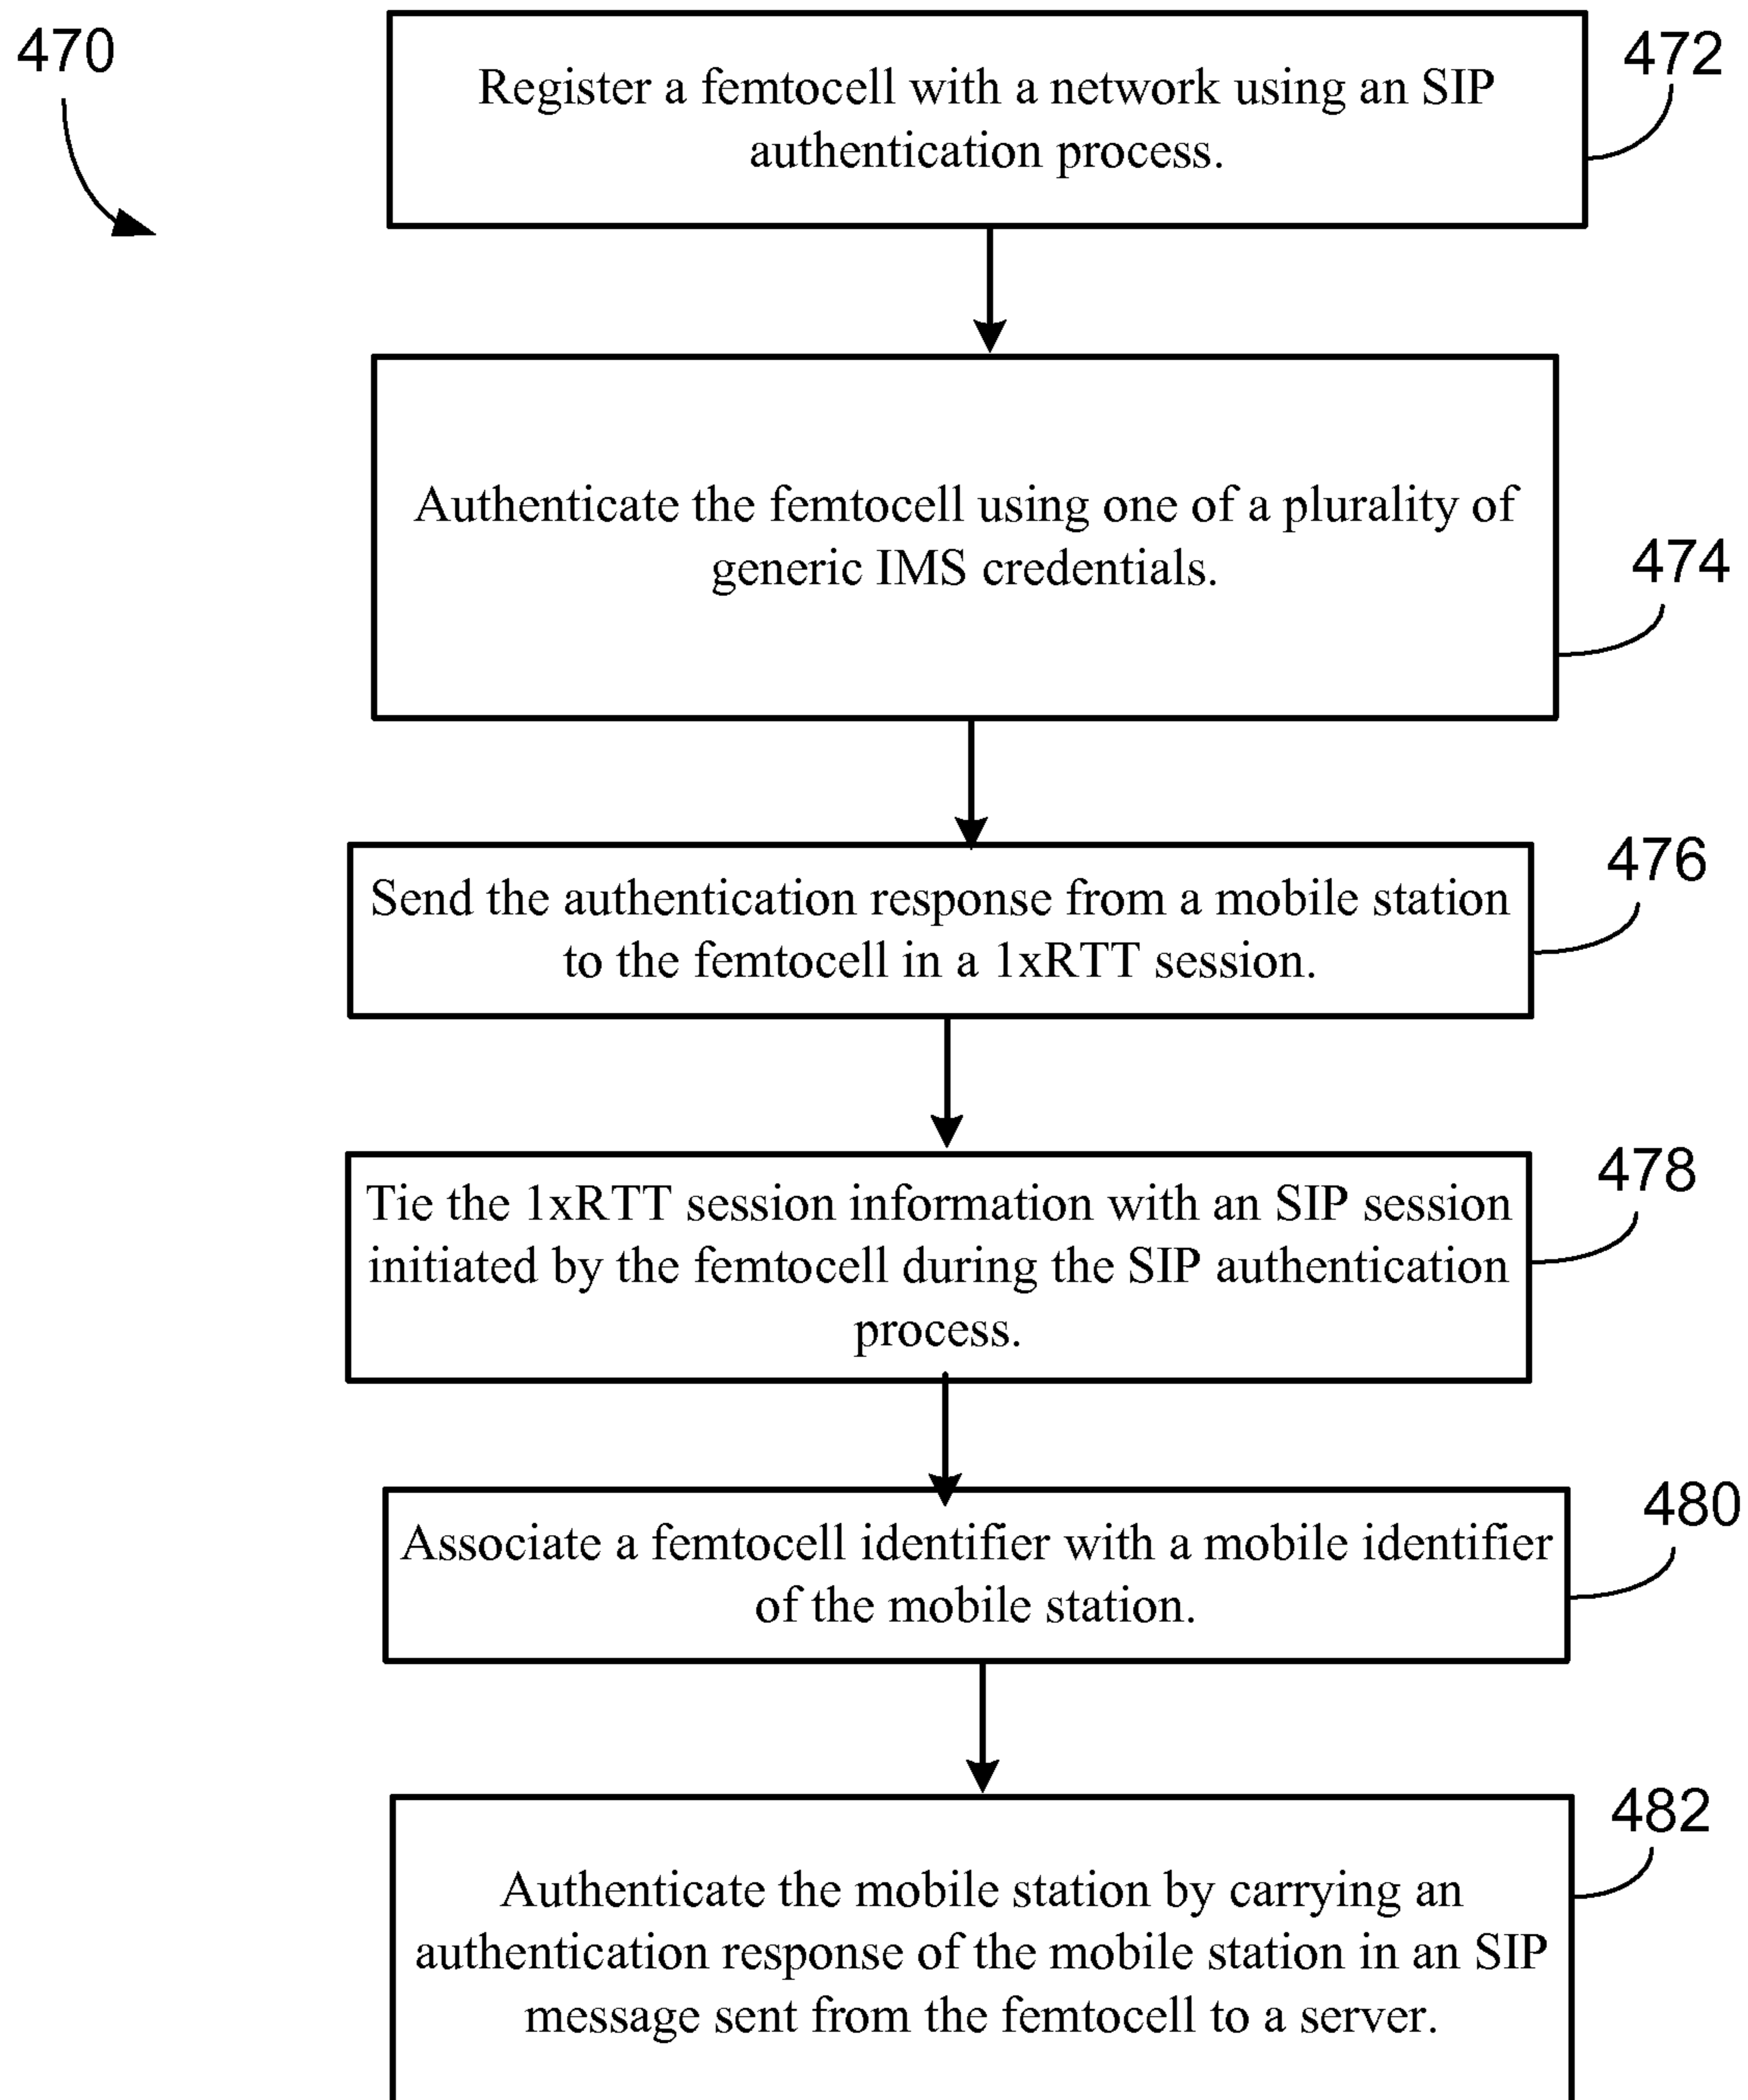 470
472
Register a femtocell with a network using an SIP
authentication process.
Authenticate the femtocell using one of a plurality of
generic IMS credentials.
474
476
Send the authentication response from a mobile station
to the femtocell in a 1xRTT session.
478
Tie the 1xRTT session information with an SIP session
initiated by the femtocell during the SIP authentication
process.
480
Associate a femtocell identifier with a mobile identifier
of the mobile station.
482
Authenticate the mobile station by carrying an
authentication response of the mobile station in an SIP
message sent from the femtocell to a server.